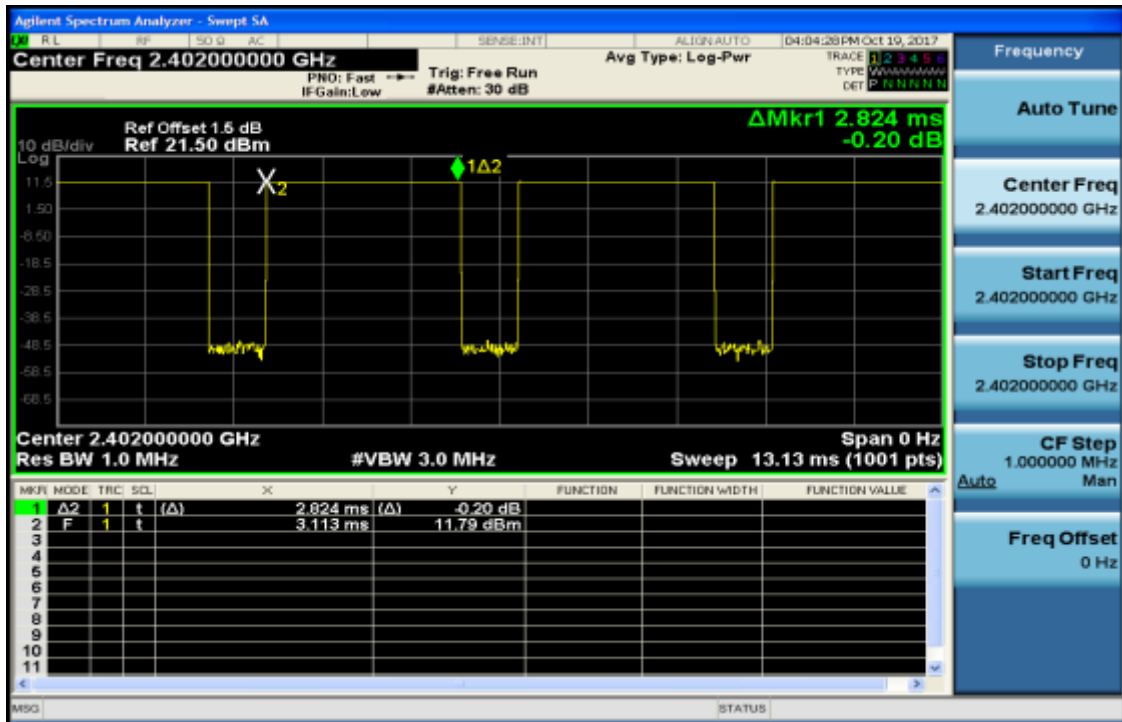 Agilent Spectrum Analyzer - Swept SA
RL RF 50 Ω AC SENSE:INT ALIGN AUTO 04:04:28 PM Oct 19, 2017
Center Freq 2.402000000 GHz
PNO: Fast
IFGain:Low
Trig: Free Run
#Atten: 30 dB
Avg Type: Log-Pwr
TRACE 1 2 3 4 5 6
TYPE
DET P N N N N N
Ref Offset 1.5 dB
10 dB/div Ref 21.50 dBm
ΔMkr1 2.824 ms
-0.20 dB
Log
11.5
1.50
-8.50
-18.5
-28.5
-38.5
-48.5
-58.5
-68.5
X2
1Δ2
Center 2.402000000 GHz Span 0 Hz
Res BW 1.0 MHz #VBW 3.0 MHz Sweep 13.13 ms (1001 pts)
MKR MODE TRC SCL X Y FUNCTION FUNCTION WIDTH FUNCTION VALUE
1 Δ2 1 t (Δ) 2.824 ms (Δ) -0.20 dB
2 F 1 t 3.113 ms 11.79 dBm
3
4
5
6
7
8
9
10
11
MSG STATUS
Frequency
Auto Tune
Center Freq
2.402000000 GHz
Start Freq
2.402000000 GHz
Stop Freq
2.402000000 GHz
CF Step
1.000000 MHz
Auto Man
Freq Offset
0 Hz